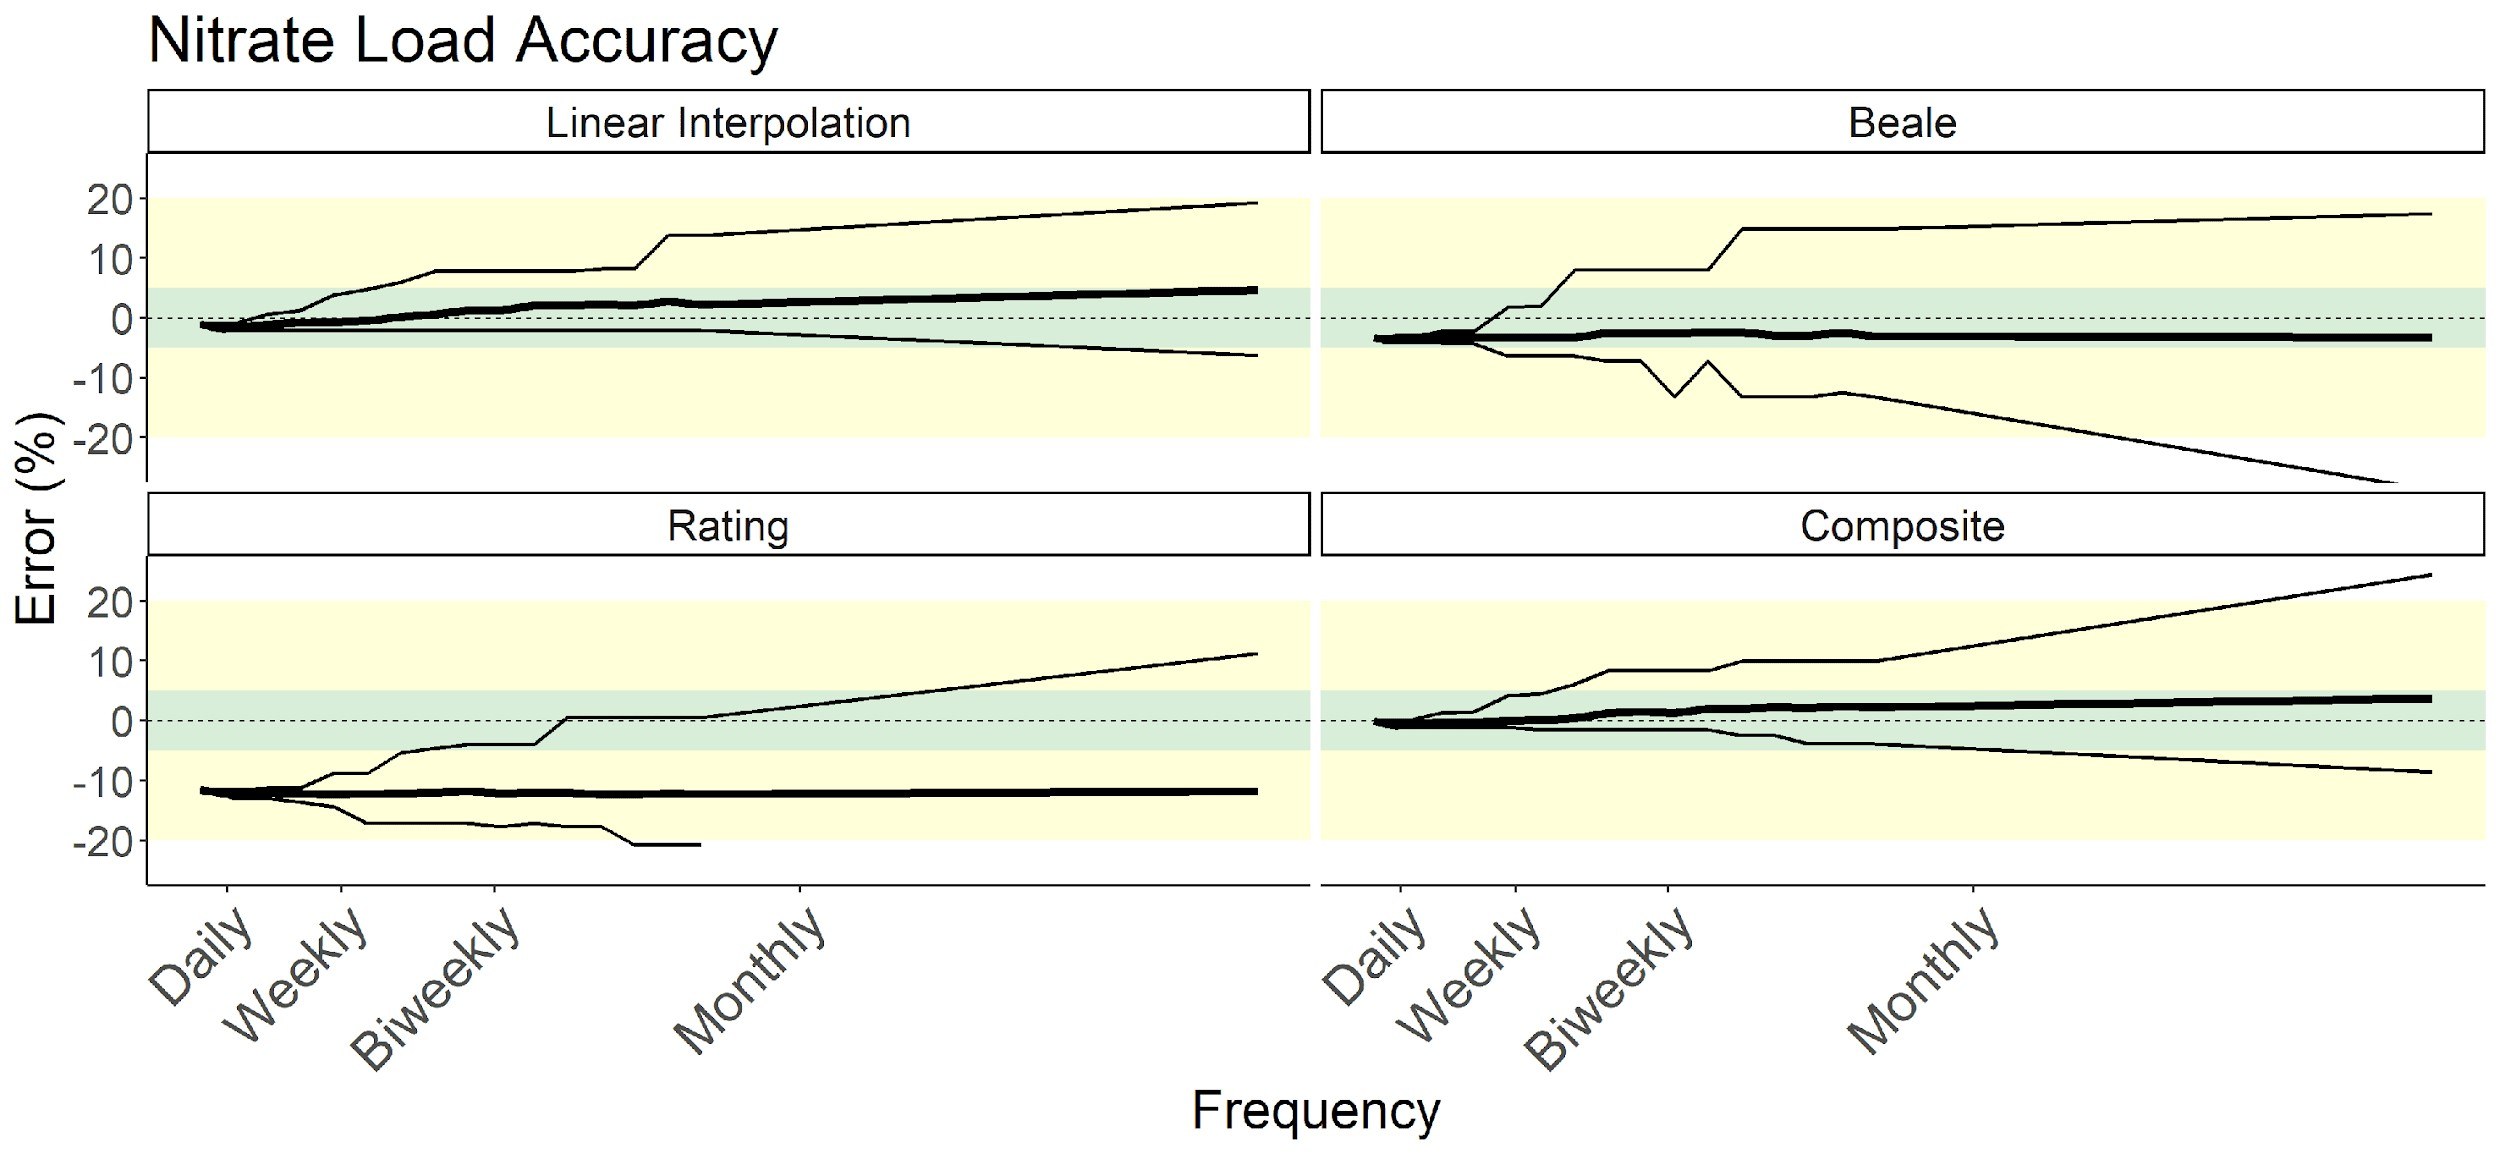 Nitrate Load Accuracy
Linear Interpolation
Beale
20
10
0
-10
-20
Error (%)
Rating
Composite
20
10
0
-10
-20
Daily
Weekly
Biweekly
Monthly
Daily
Weekly
Biweekly
Monthly
Frequency